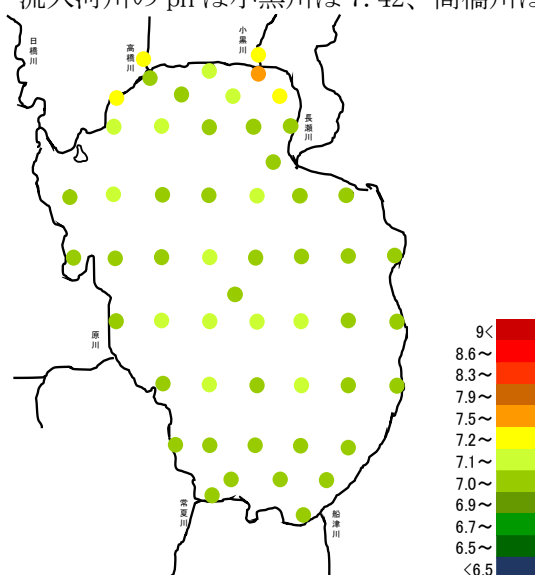 流入河川の pH は小黒川は 7.42、高橋川は
日橋川
高橋川
小黒川
長瀬川
原川
常夏川
船津川
9<
8.6～
8.3～
7.9～
7.5～
7.2～
7.1～
7.0～
6.9～
6.7～
6.5～
<6.5